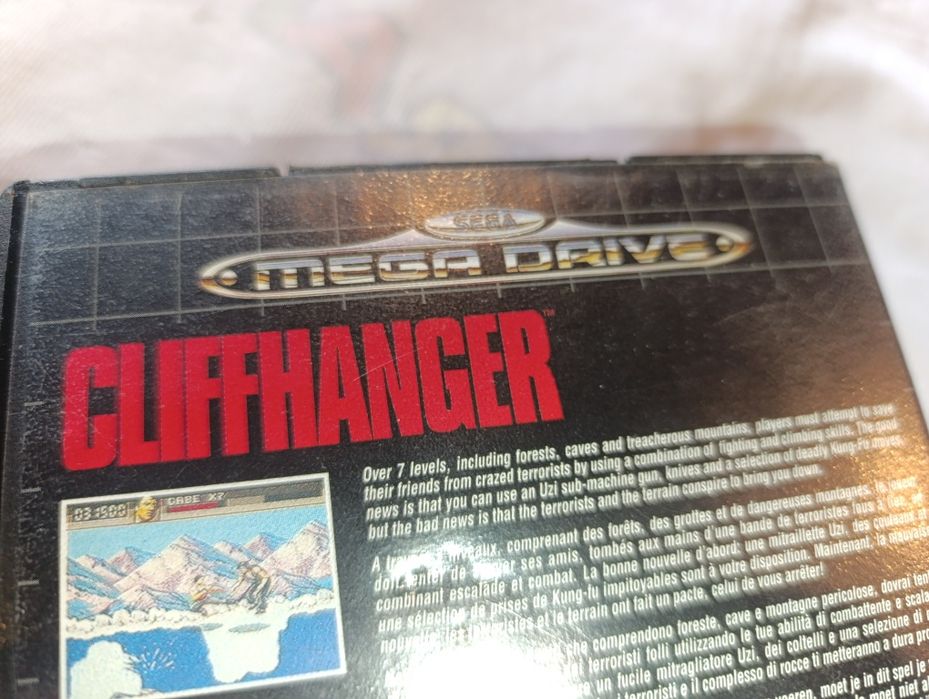 SEGA
MEGA DRIVE
CLIFFHANGER™
031500 GABE X?
Over 7 levels, including forests, caves and treacherous mountains, players must attempt to save
their friends from crazed terrorists by using a combination of fighting and climbing skills. The good
news is that you can use an Uzi sub-machine gun, knives and a selection of deadly Kung-Fu moves
but the bad news is that the terrorists and the terrain conspire to bring you down.
comprenant des forêts, des grottes et de dangereuses montagnes,
ses amis, tombés aux mains d'une bande de terroristes fous à
combinant escalade et combat. La bonne nouvelle d'abord: une mitraillette Uzi, des couteaux
une sélection de prises de Kung-fu impitoyables sont à votre disposition. Maintenant, la mauvaise
et le terrain ont fait un pacte, celui de vous arrêter!
comprendono foreste, cave e montagne pericolose, dovrai
terroristi folli utilizzando le tue abilità di combattente e
un fucile mitragliatore Uzi, dei coltelli e una selezione di
i terroristi e il complesso di rocce ti metteranno a dura
moet je in dit spel je
moet niet